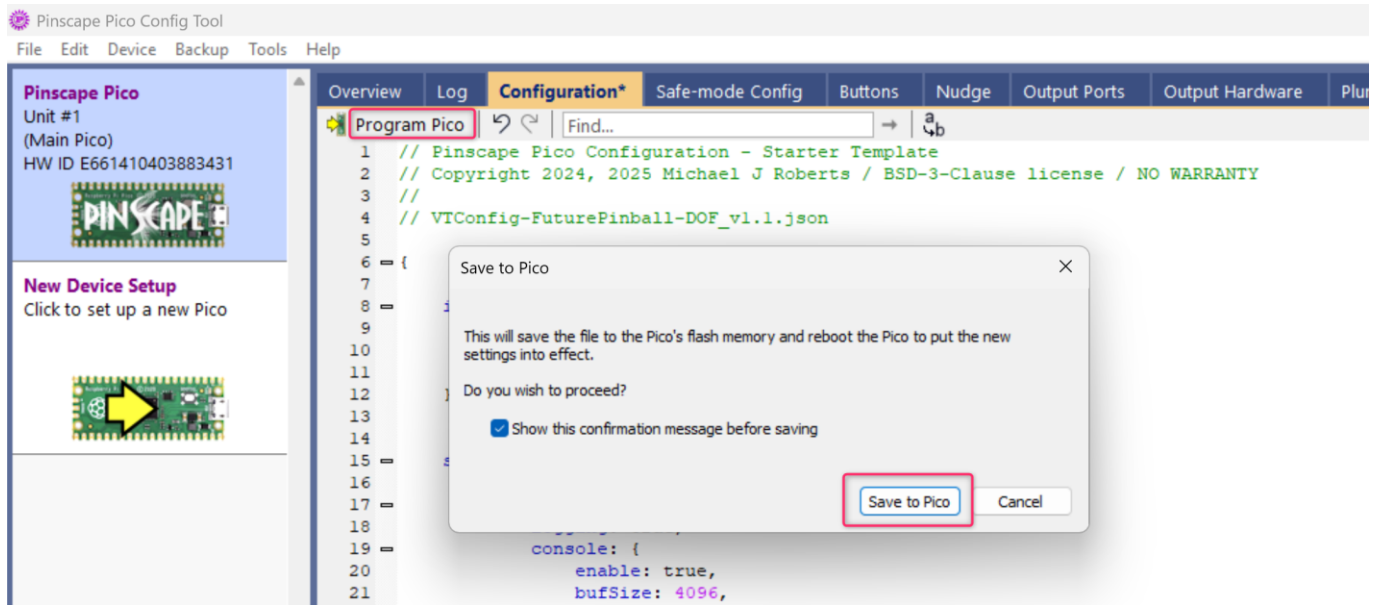 Pinscape Pico Config Tool
File Edit Device Backup Tools Help
Pinscape Pico
Unit #1
(Main Pico)
HW ID E661410403883431
PINSCAPE
New Device Setup
Click to set up a new Pico
Overview Log Configuration* Safe-mode Config Buttons Nudge Output Ports Output Hardware Plu
Program Pico Find... → a b
1 // Pinscape Pico Configuration - Starter Template
2 // Copyright 2024, 2025 Michael J Roberts / BSD-3-Clause license / NO WARRANTY
3 //
4 // VTConfig-FuturePinball-DOF_v1.1.json
5
6 {
7
8
9
10
11
12
13
14
15
16
17
18
19 console: {
20 enable: true,
21 bufSize: 4096,
Save to Pico
This will save the file to the Pico's flash memory and reboot the Pico to put the new
settings into effect.
Do you wish to proceed?
Show this confirmation message before saving
Save to Pico Cancel